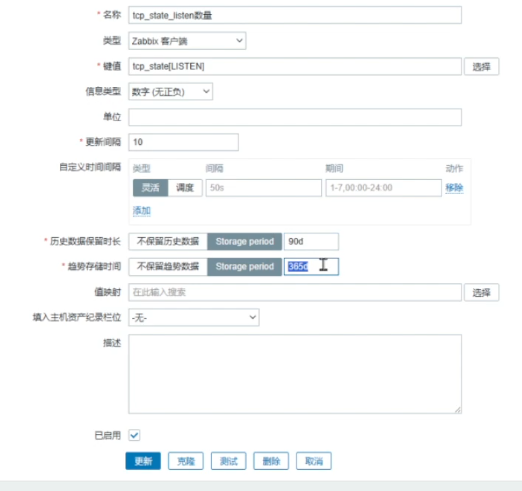 * 名称 tcp_state_listen数量
类型 Zabbix 客户端
* 键值 tcp_state[LISTEN] 选择
信息类型 数字 (无正负)
单位
* 更新间隔 10
自定义时间间隔 类型 间隔 期间 动作
灵活 调度 50s 1-7,00:00-24:00 移除
添加
* 历史数据保留时长 不保留历史数据 Storage period 90d
* 趋势存储时间 不保留趋势数据 Storage period 365d
值映射 在此输入搜索 选择
填入主机资产纪录栏位 -无-
描述
已启用
更新 克隆 测试 删除 取消